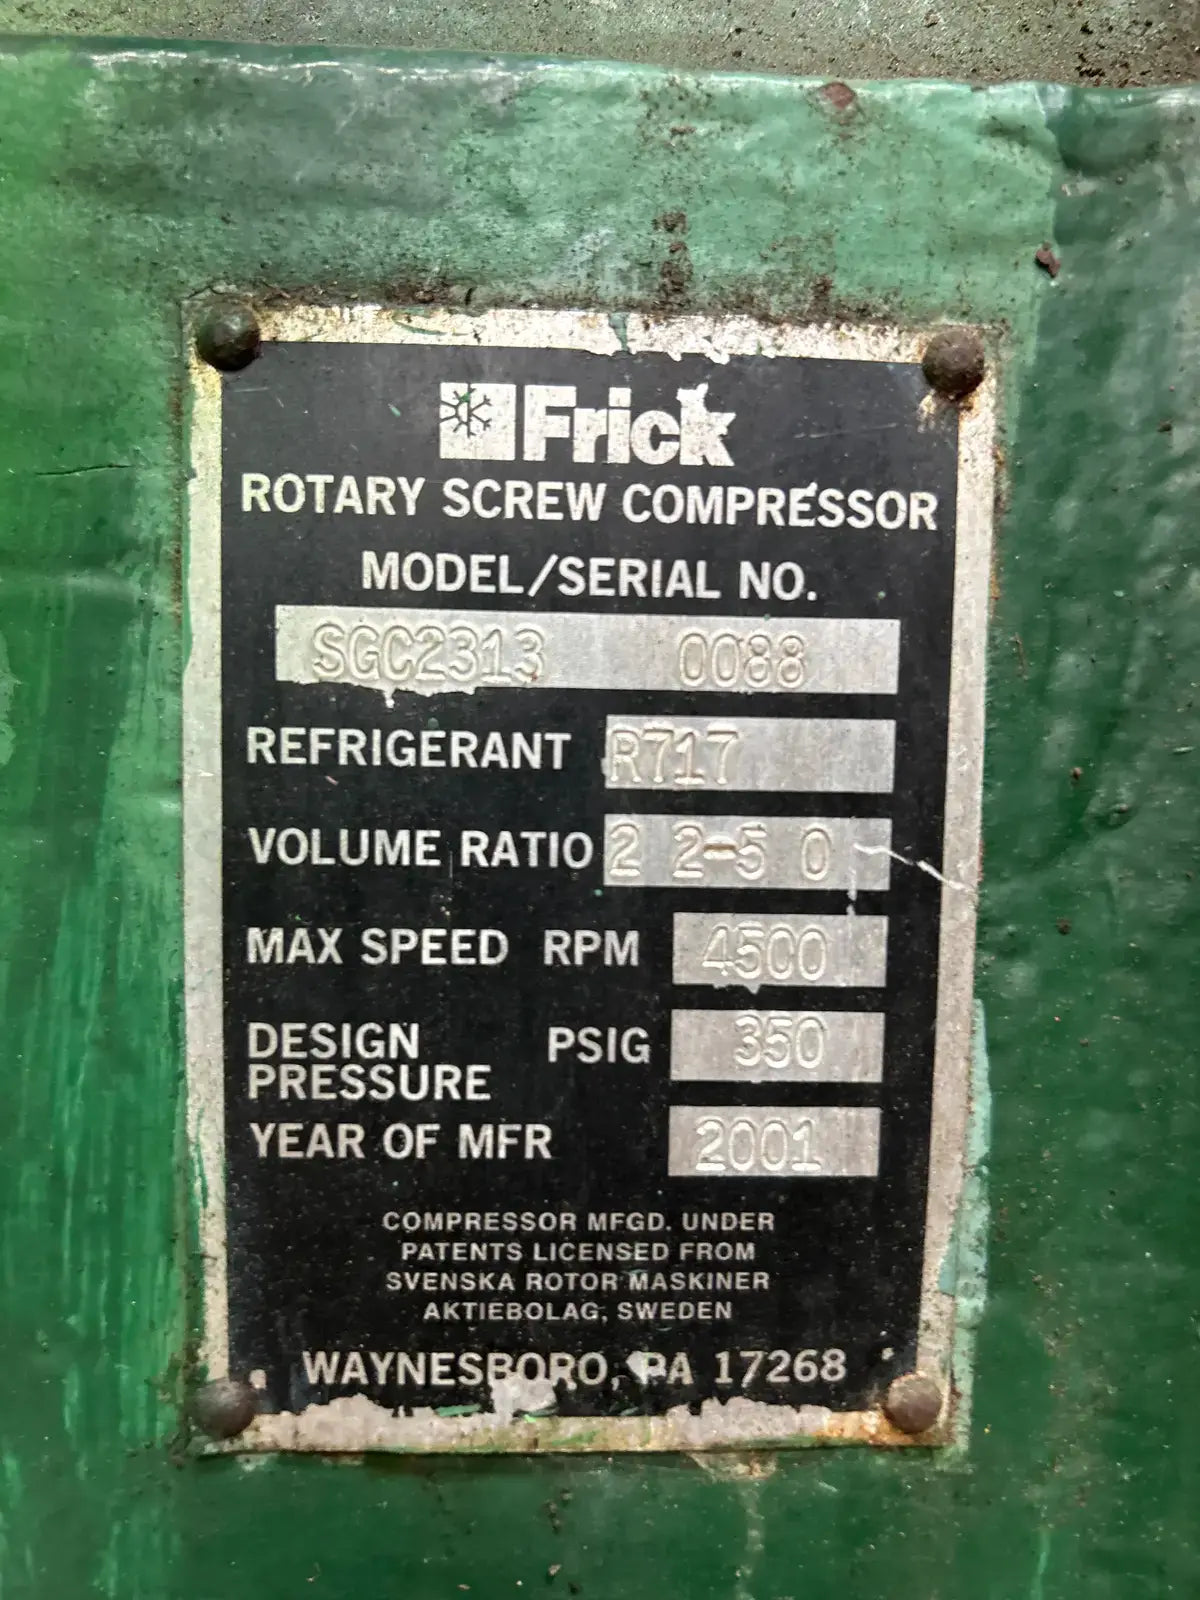 Frick
ROTARY SCREW COMPRESSOR
MODEL/SERIAL NO.
SGC2313 0088
REFRIGERANT R717
VOLUME RATIO 2 2-5 0
MAX SPEED RPM 4500
DESIGN PRESSURE PSIG 350
YEAR OF MFR 2001
COMPRESSOR MFGD. UNDER
PATENTS LICENSED FROM
SVENSKA ROTOR MASKINER
AKTIEBOLAG, SWEDEN
WAYNESBORO, PA 17268